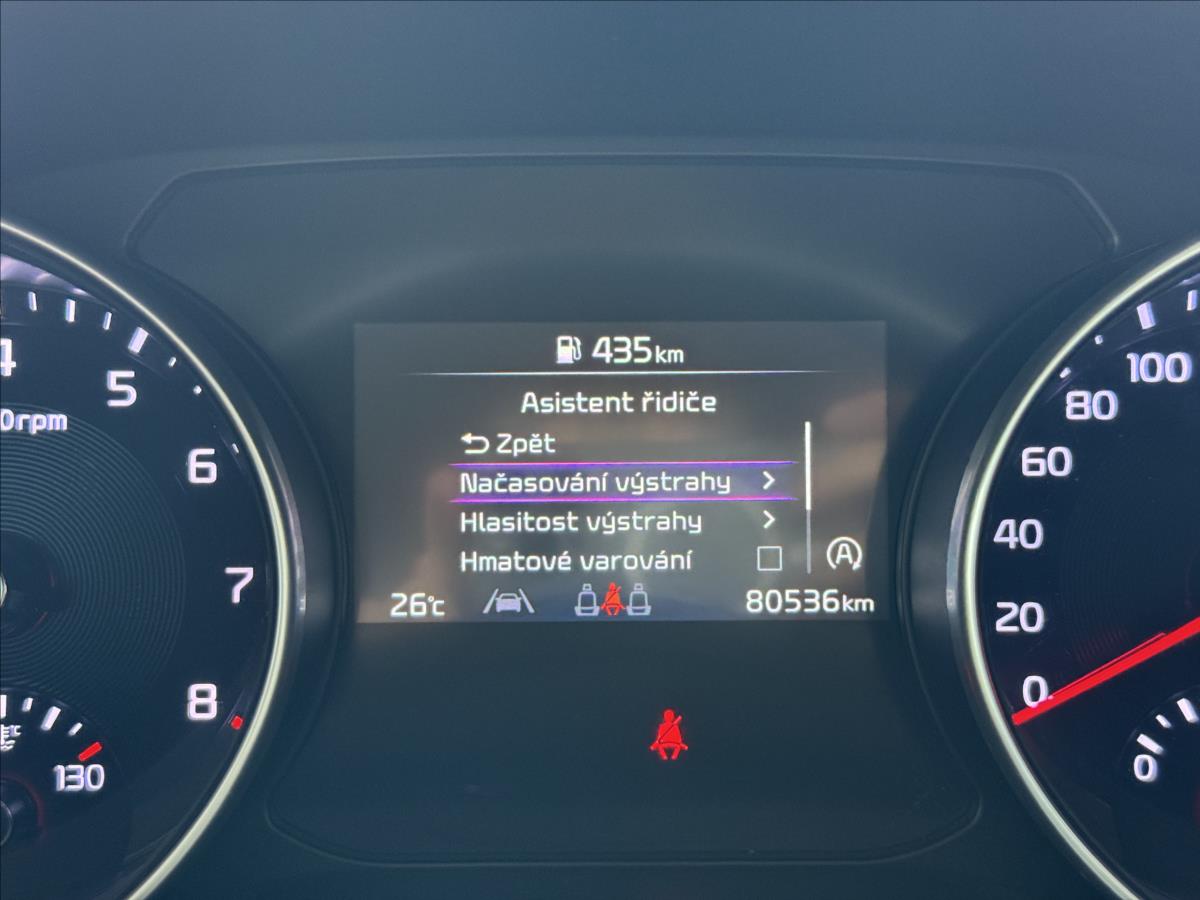 435km
Asistent řidiče
Zpět
Načasování výstrahy
Hlasitost výstrahy
Hmatové varování
A
26°C
80536km
4
5
6
7
8
130
100
80
60
40
20
0
0